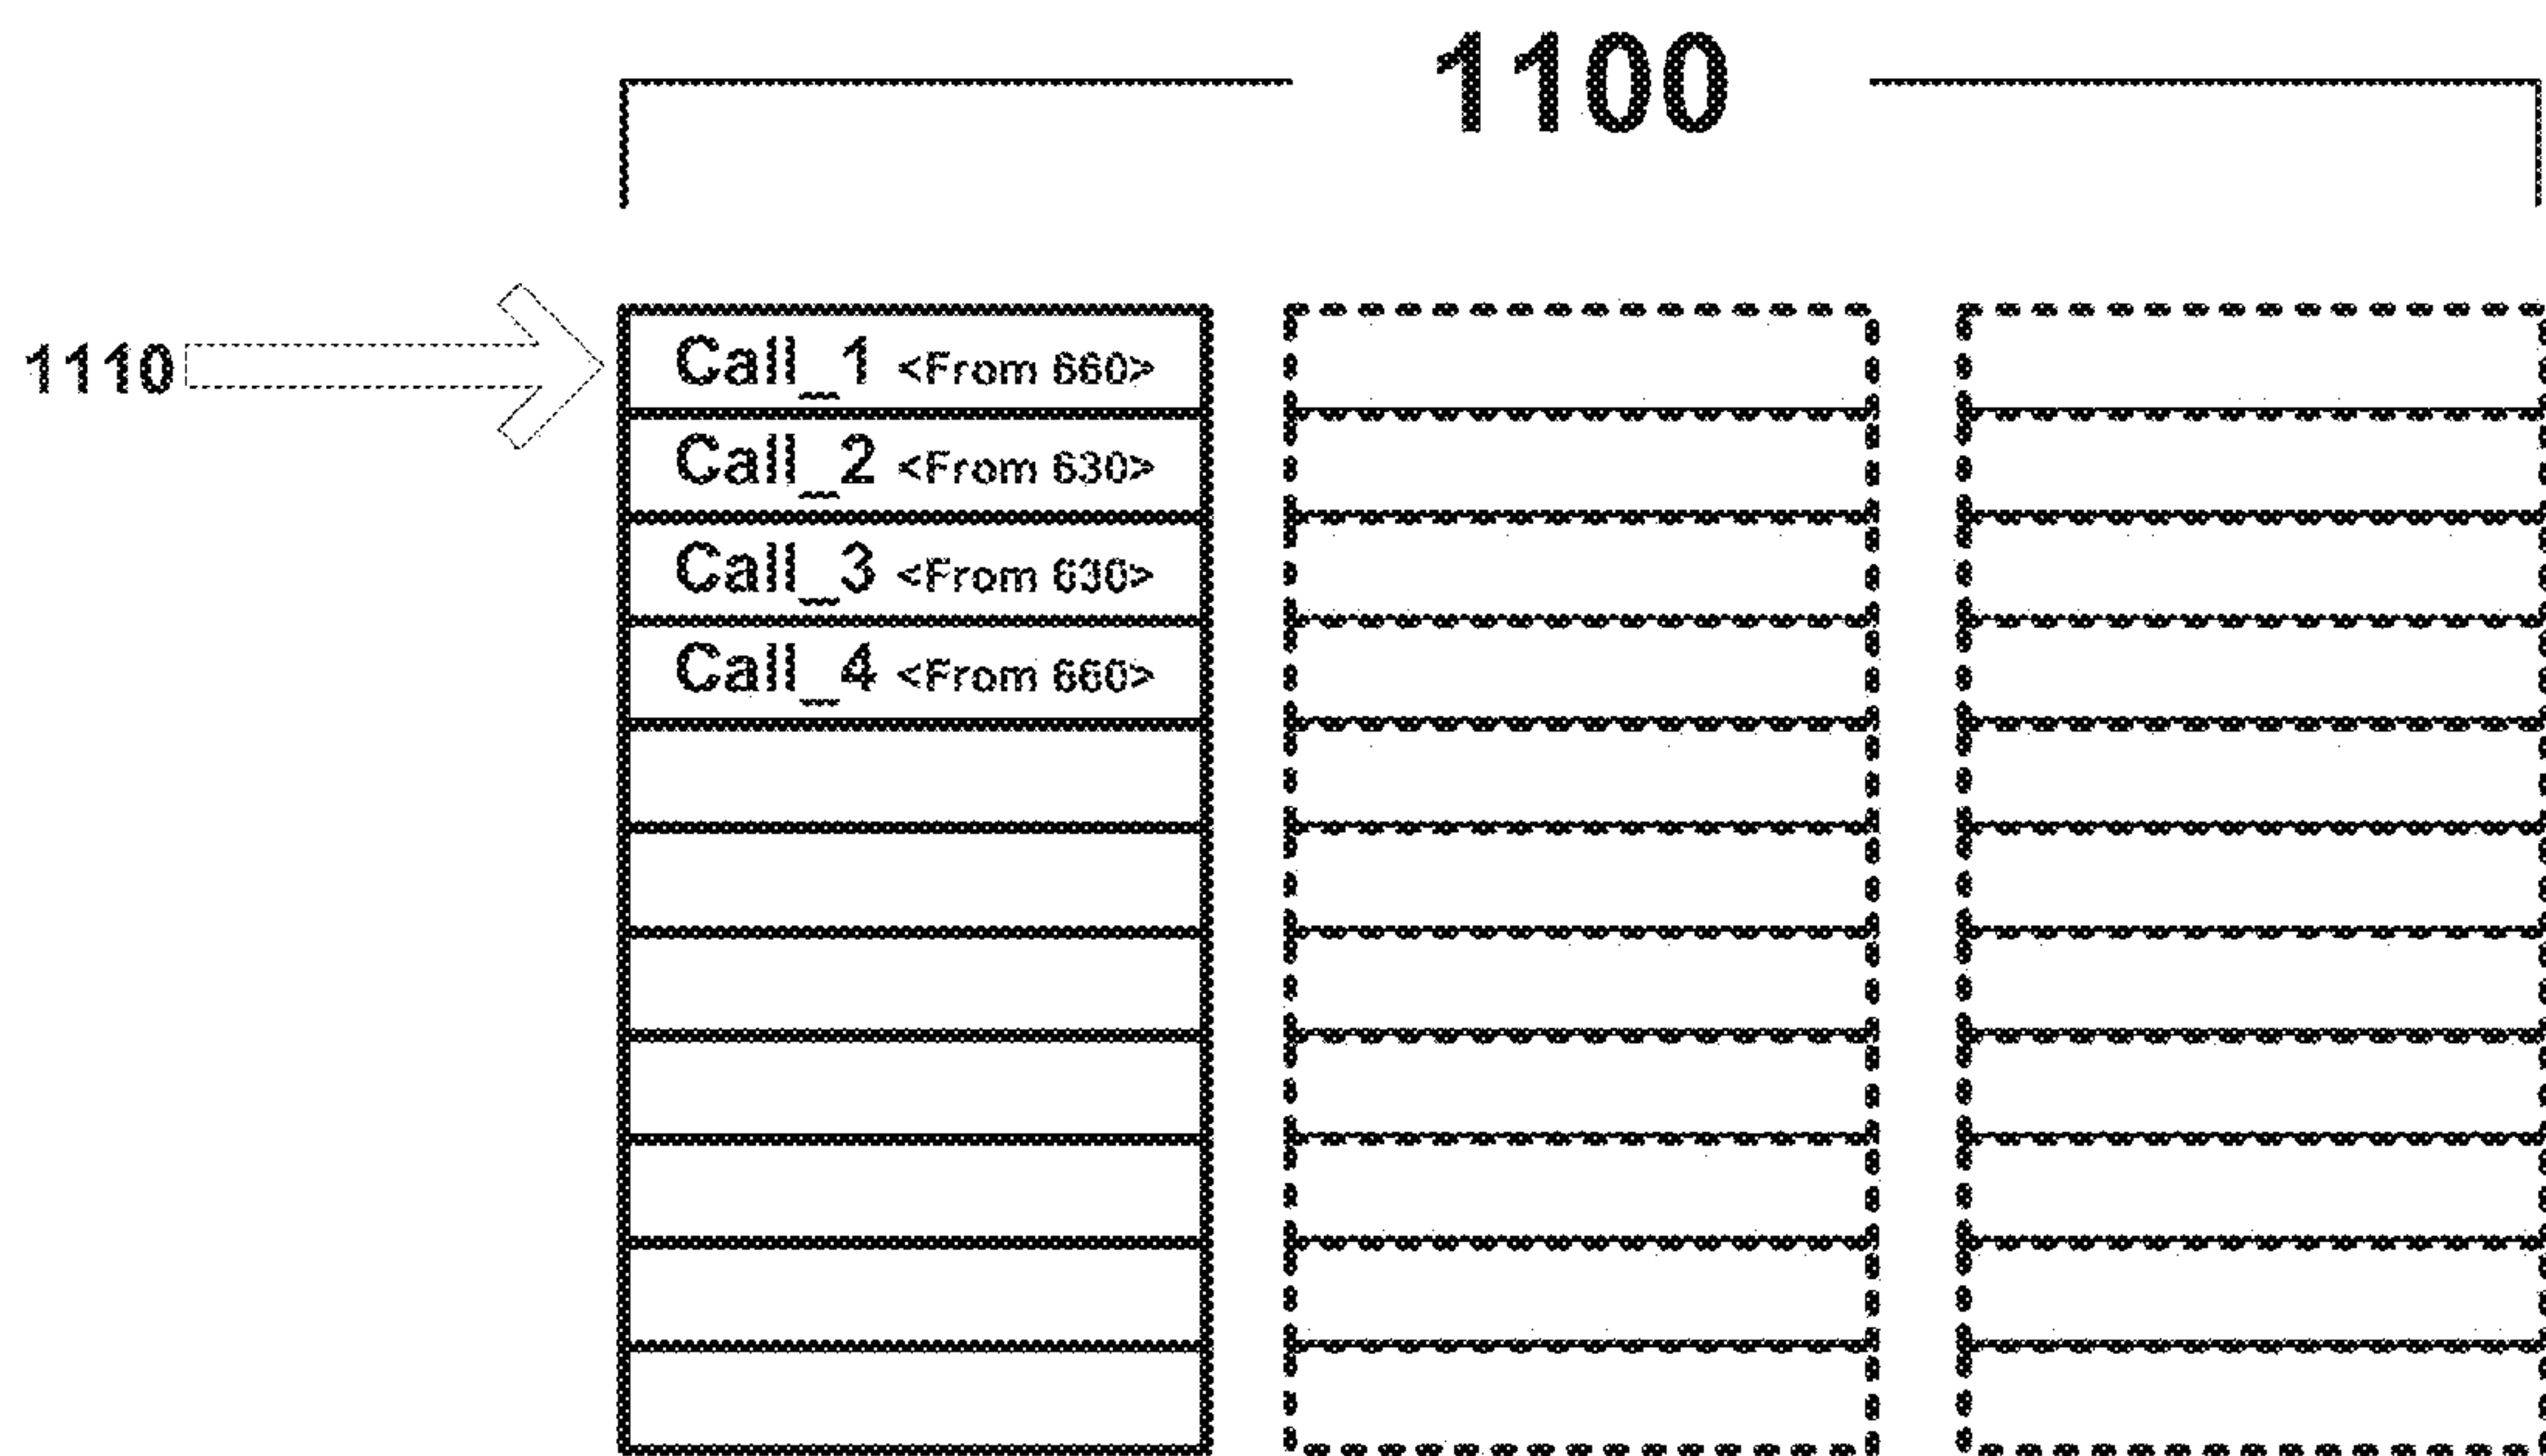 1100
1110
Call_1 <From 660>
Call_2 <From 630>
Call_3 <From 630>
Call_4 <From 660>